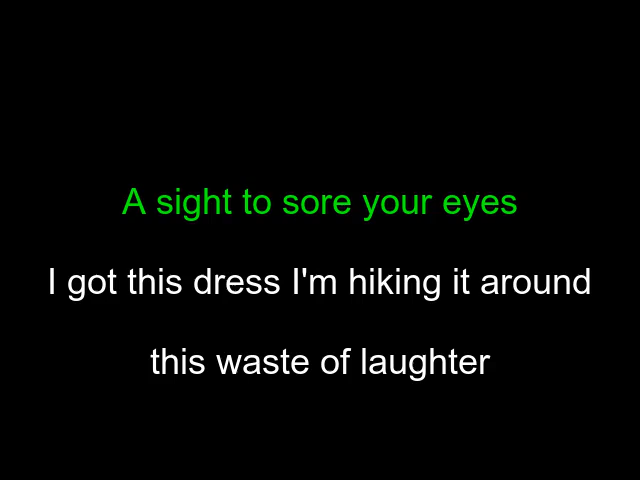 A sight to sore your eyes
I got this dress I'm hiking it around
this waste of laughter